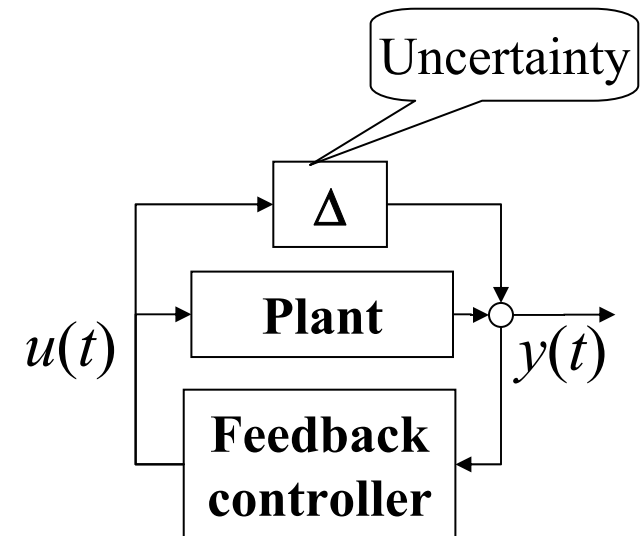 Uncertainty
Δ
Plant
u(t)
y(t)
Feedback
controller